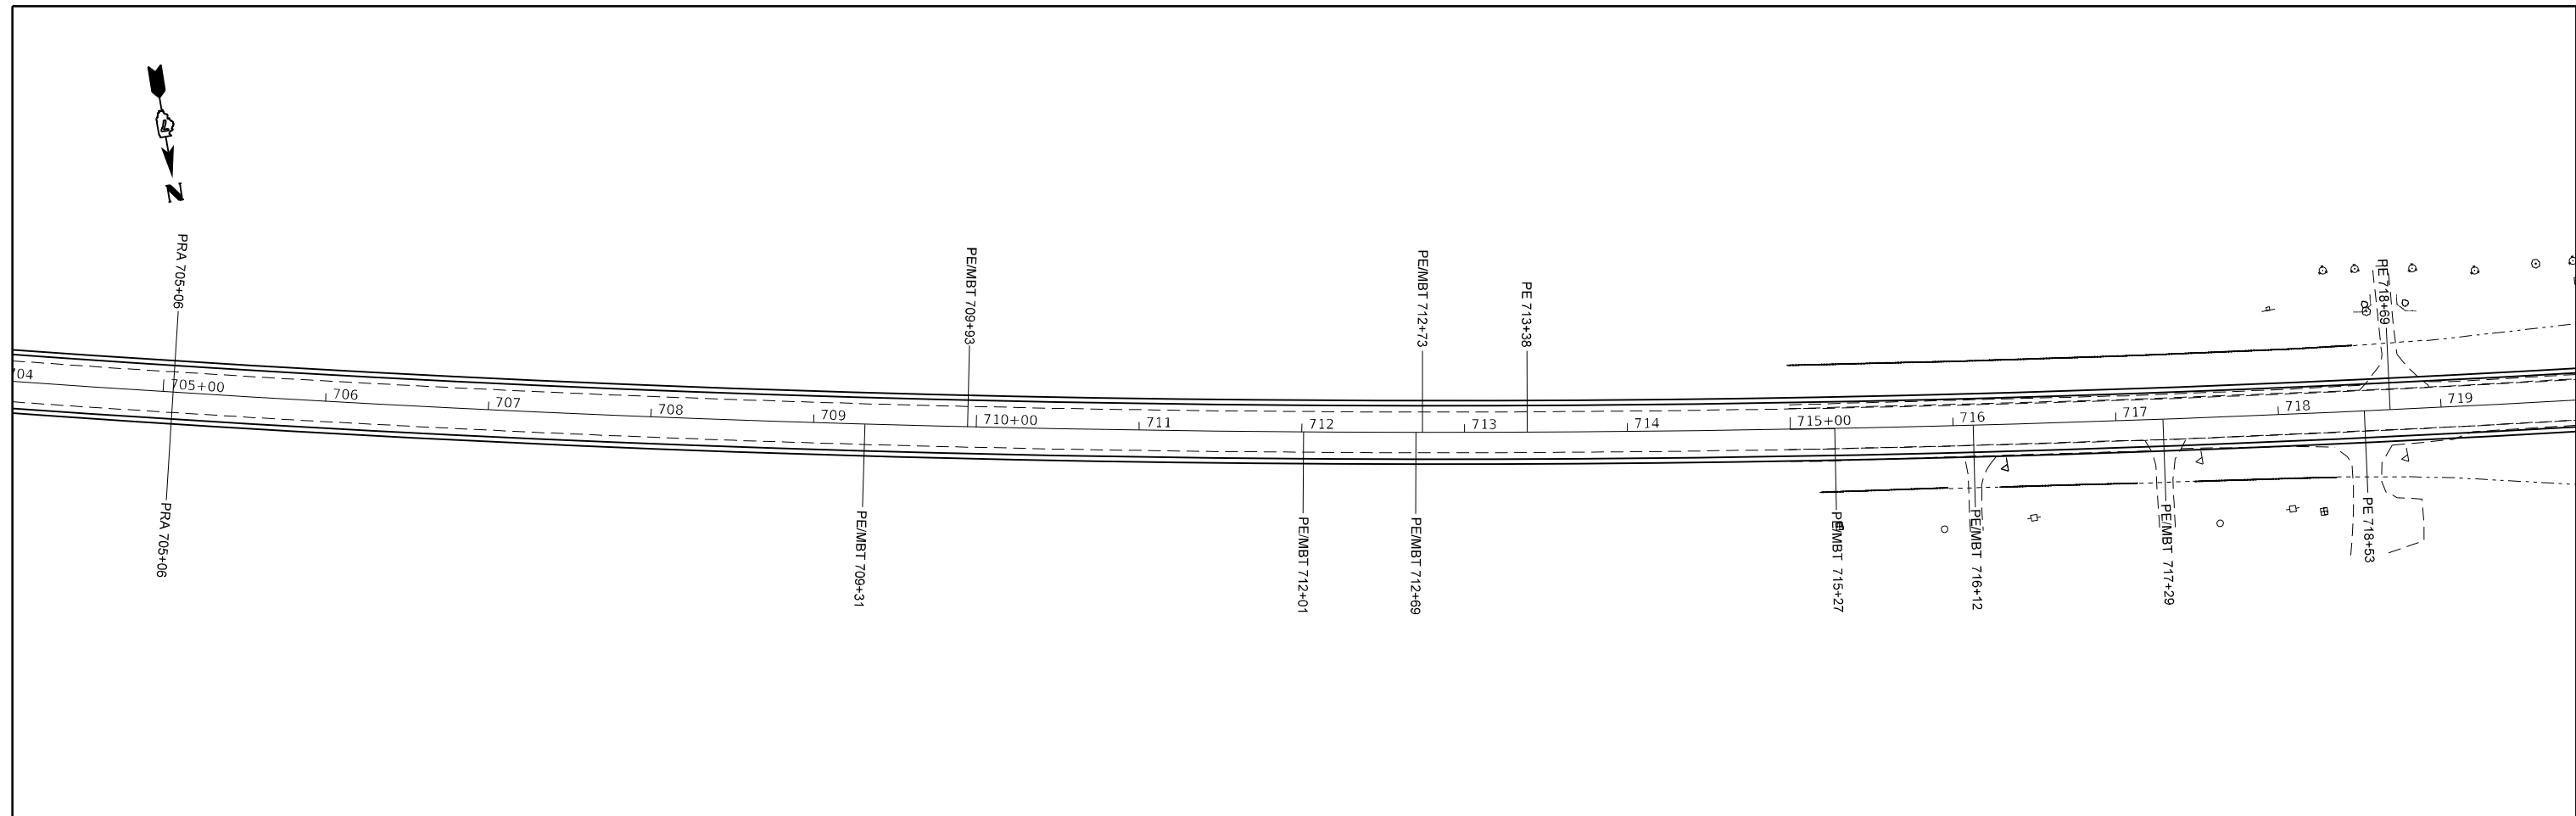 N
PRA 705+06
PE/MBT 709+93
PE/MBT 712+73
PE 713+38
PE 718+69
704
705+00
706
707
708
709
710+00
711
712
713
714
715+00
716
717
718
719
PRA 705+06
PE/MBT 709+31
PE/MBT 712+01
PE/MBT 712+69
PE/MBT 715+27
PE/MBT 716+12
PE/MBT 717+29
PE 718+53